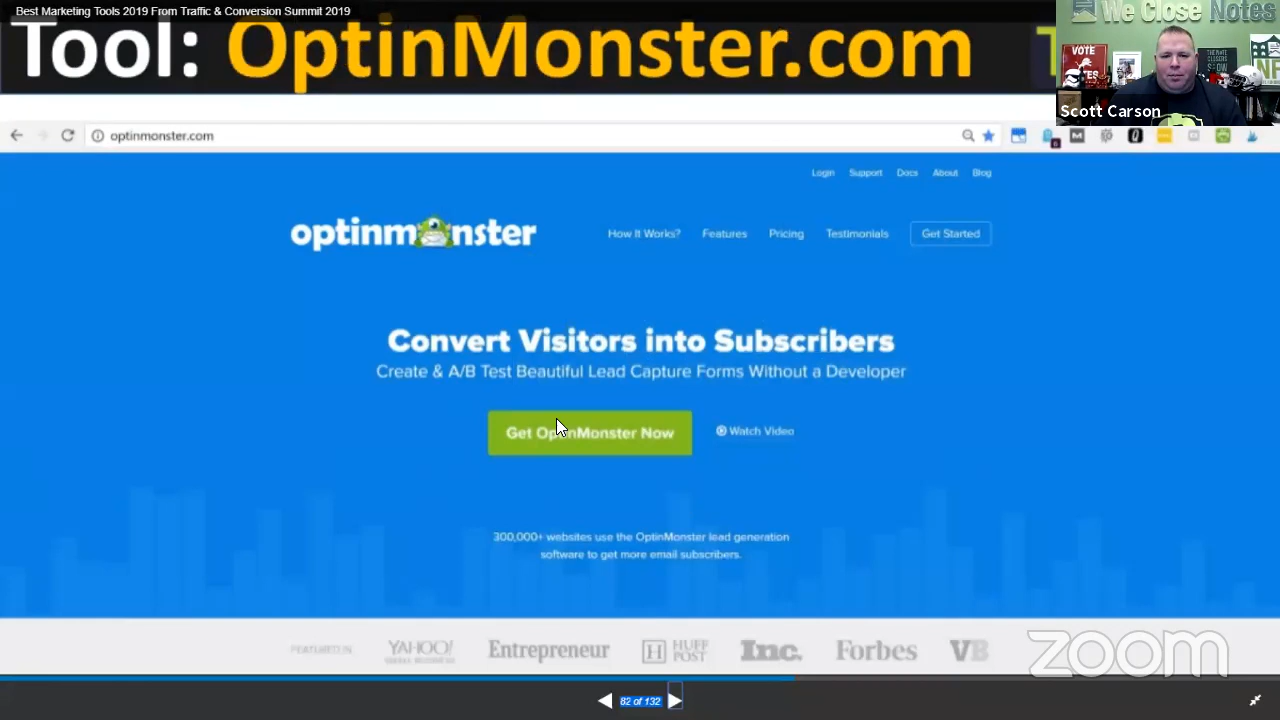 Best Marketing Tools 2019 From Traffic & Conversion Summit 2019
Tool: OptinMonster.com
We Close Notes
VOTE
Scott Carson
optinmonster.com
Login Support Docs About Blog
optinmonster
How It Works? Features Pricing Testimonials Get Started
Convert Visitors into Subscribers
Create & A/B Test Beautiful Lead Capture Forms Without a Developer
Get OptinMonster Now
Watch Video
300,000+ websites use the OptinMonster lead generation
software to get more email subscribers.
FEATURED IN YAHOO! Entrepreneur H HUFF POST Inc. Forbes VB
zoom
82 of 132